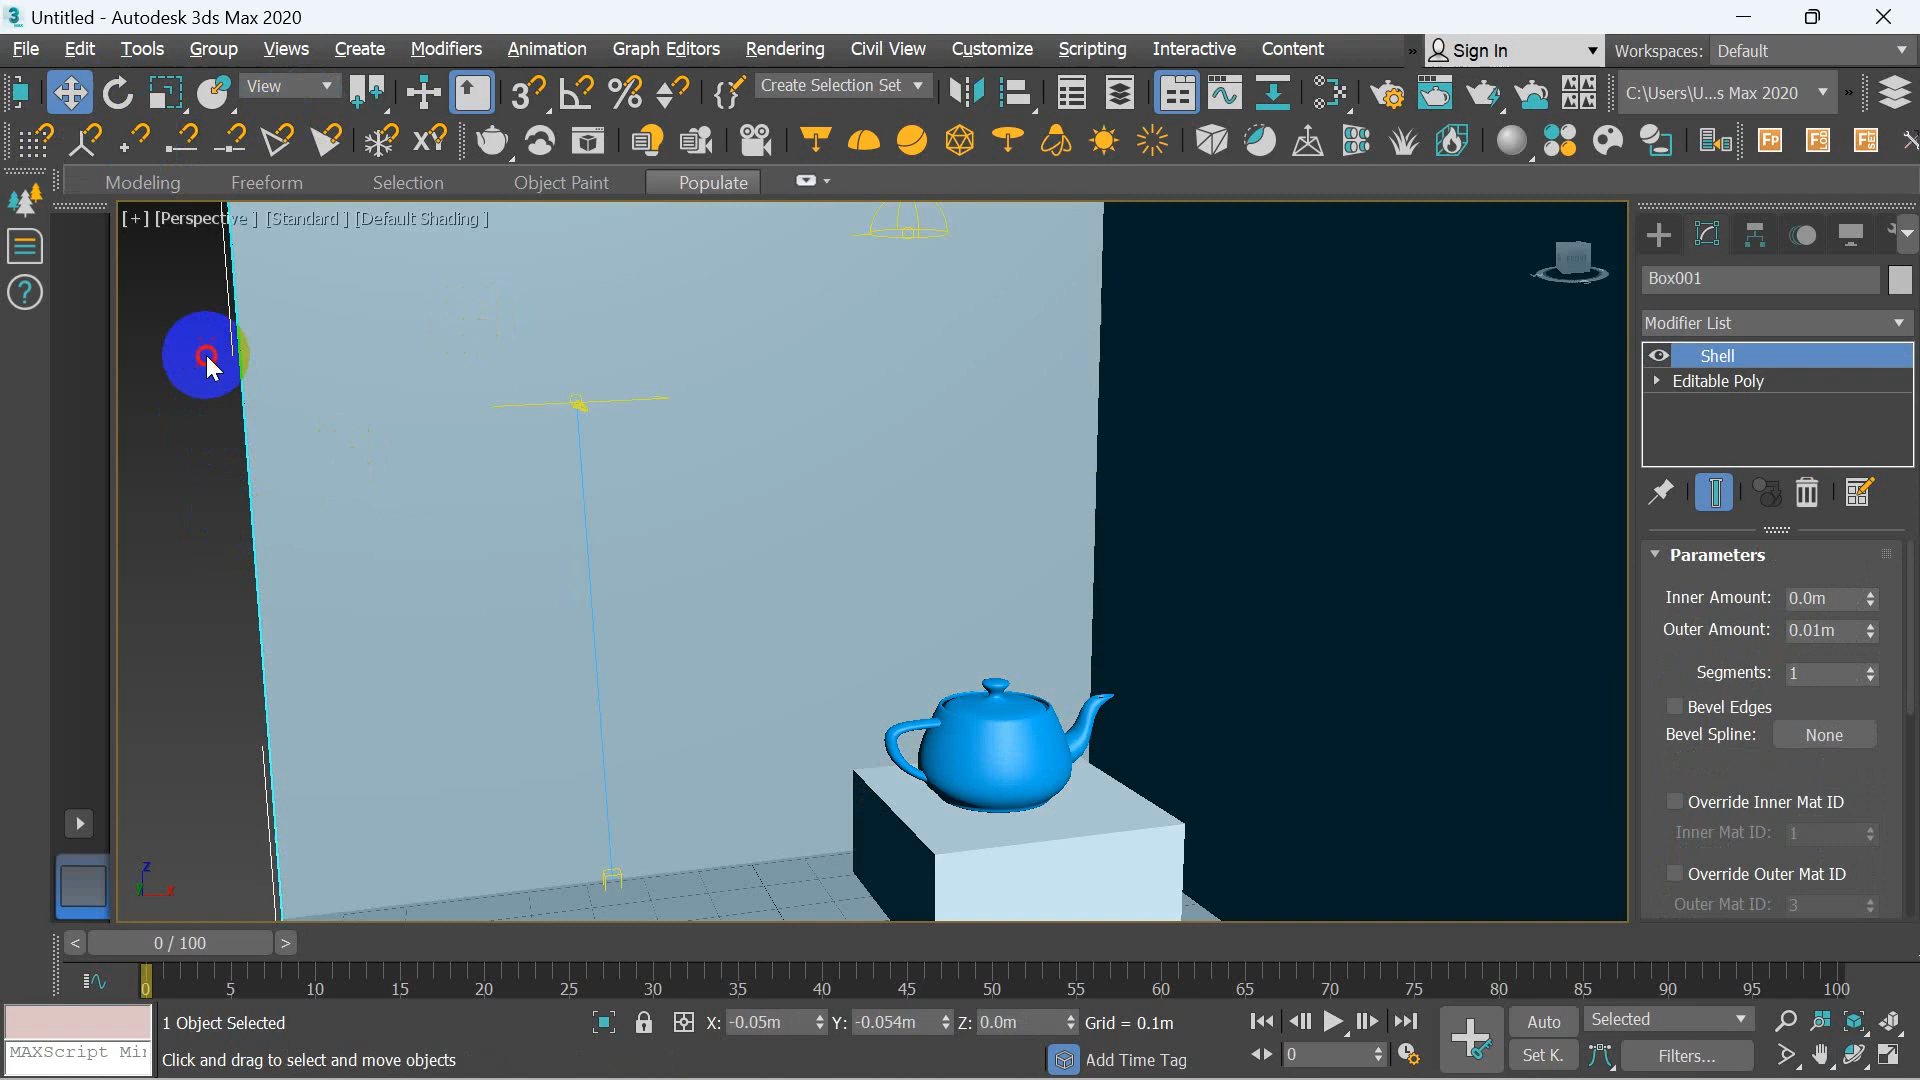 Untitled - Autodesk 3ds Max 2020
File Edit Tools Group Views Create Modifiers Animation Graph Editors Rendering Civil View Customize Scripting Interactive Content » Sign In Workspaces: Default
View Create Selection Set C:\Users\U...s Max 2020 »
Modeling Freeform Selection Object Paint Populate
[+] [Perspective ] [Standard ] [Default Shading ]
Box001
Modifier List
Shell
Editable Poly
Parameters
Inner Amount: 0.0m
Outer Amount: 0.01m
Segments: 1
Bevel Edges
Bevel Spline: None
Override Inner Mat ID
Inner Mat ID: 1
Override Outer Mat ID
Outer Mat ID: 3
z
x
< 0 / 100 >
0 5 10 15 20 25 30 35 40 45 50 55 60 65 70 75 80 85 90 95 100
1 Object Selected X: -0.05m Y: -0.054m Z: 0.0m Grid = 0.1m Auto Selected
MAXScript Mi Click and drag to select and move objects Add Time Tag 0 Set K. Filters...